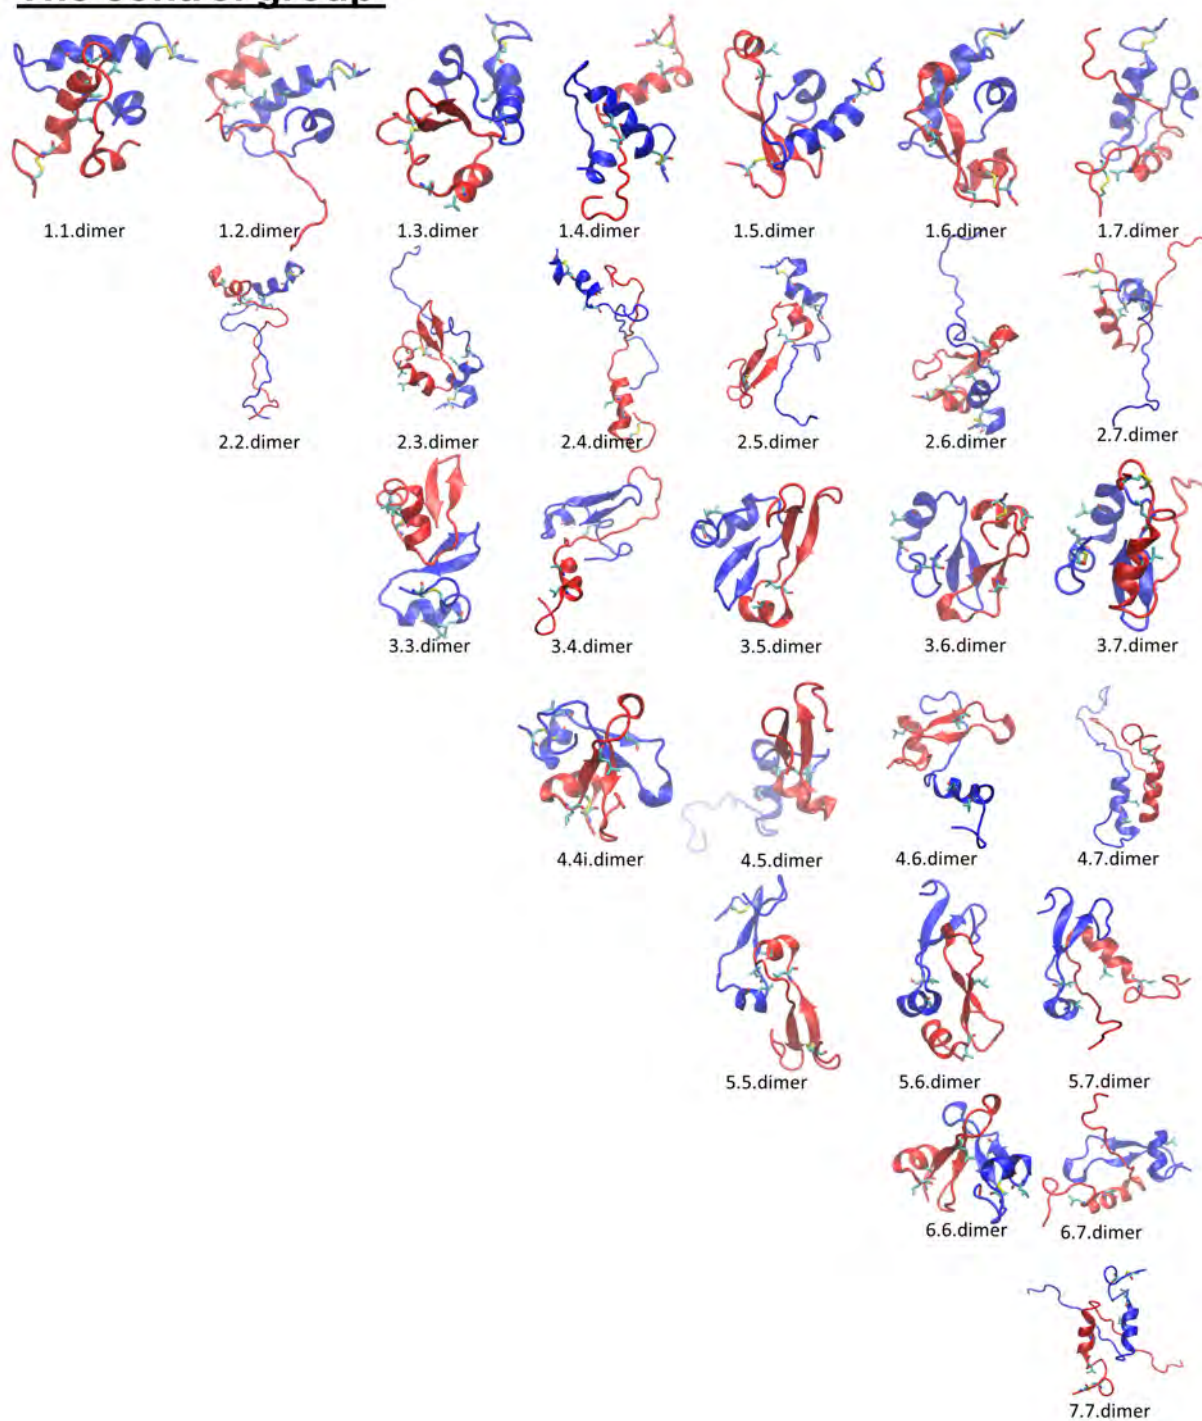 The control group
1.1.dimer 1.2.dimer 1.3.dimer 1.4.dimer 1.5.dimer 1.6.dimer 1.7.dimer
2.2.dimer 2.3.dimer 2.4.dimer 2.5.dimer 2.6.dimer 2.7.dimer
3.3.dimer 3.4.dimer 3.5.dimer 3.6.dimer 3.7.dimer
4.4i.dimer 4.5.dimer 4.6.dimer 4.7.dimer
5.5.dimer 5.6.dimer 5.7.dimer
6.6.dimer 6.7.dimer
7.7.dimer